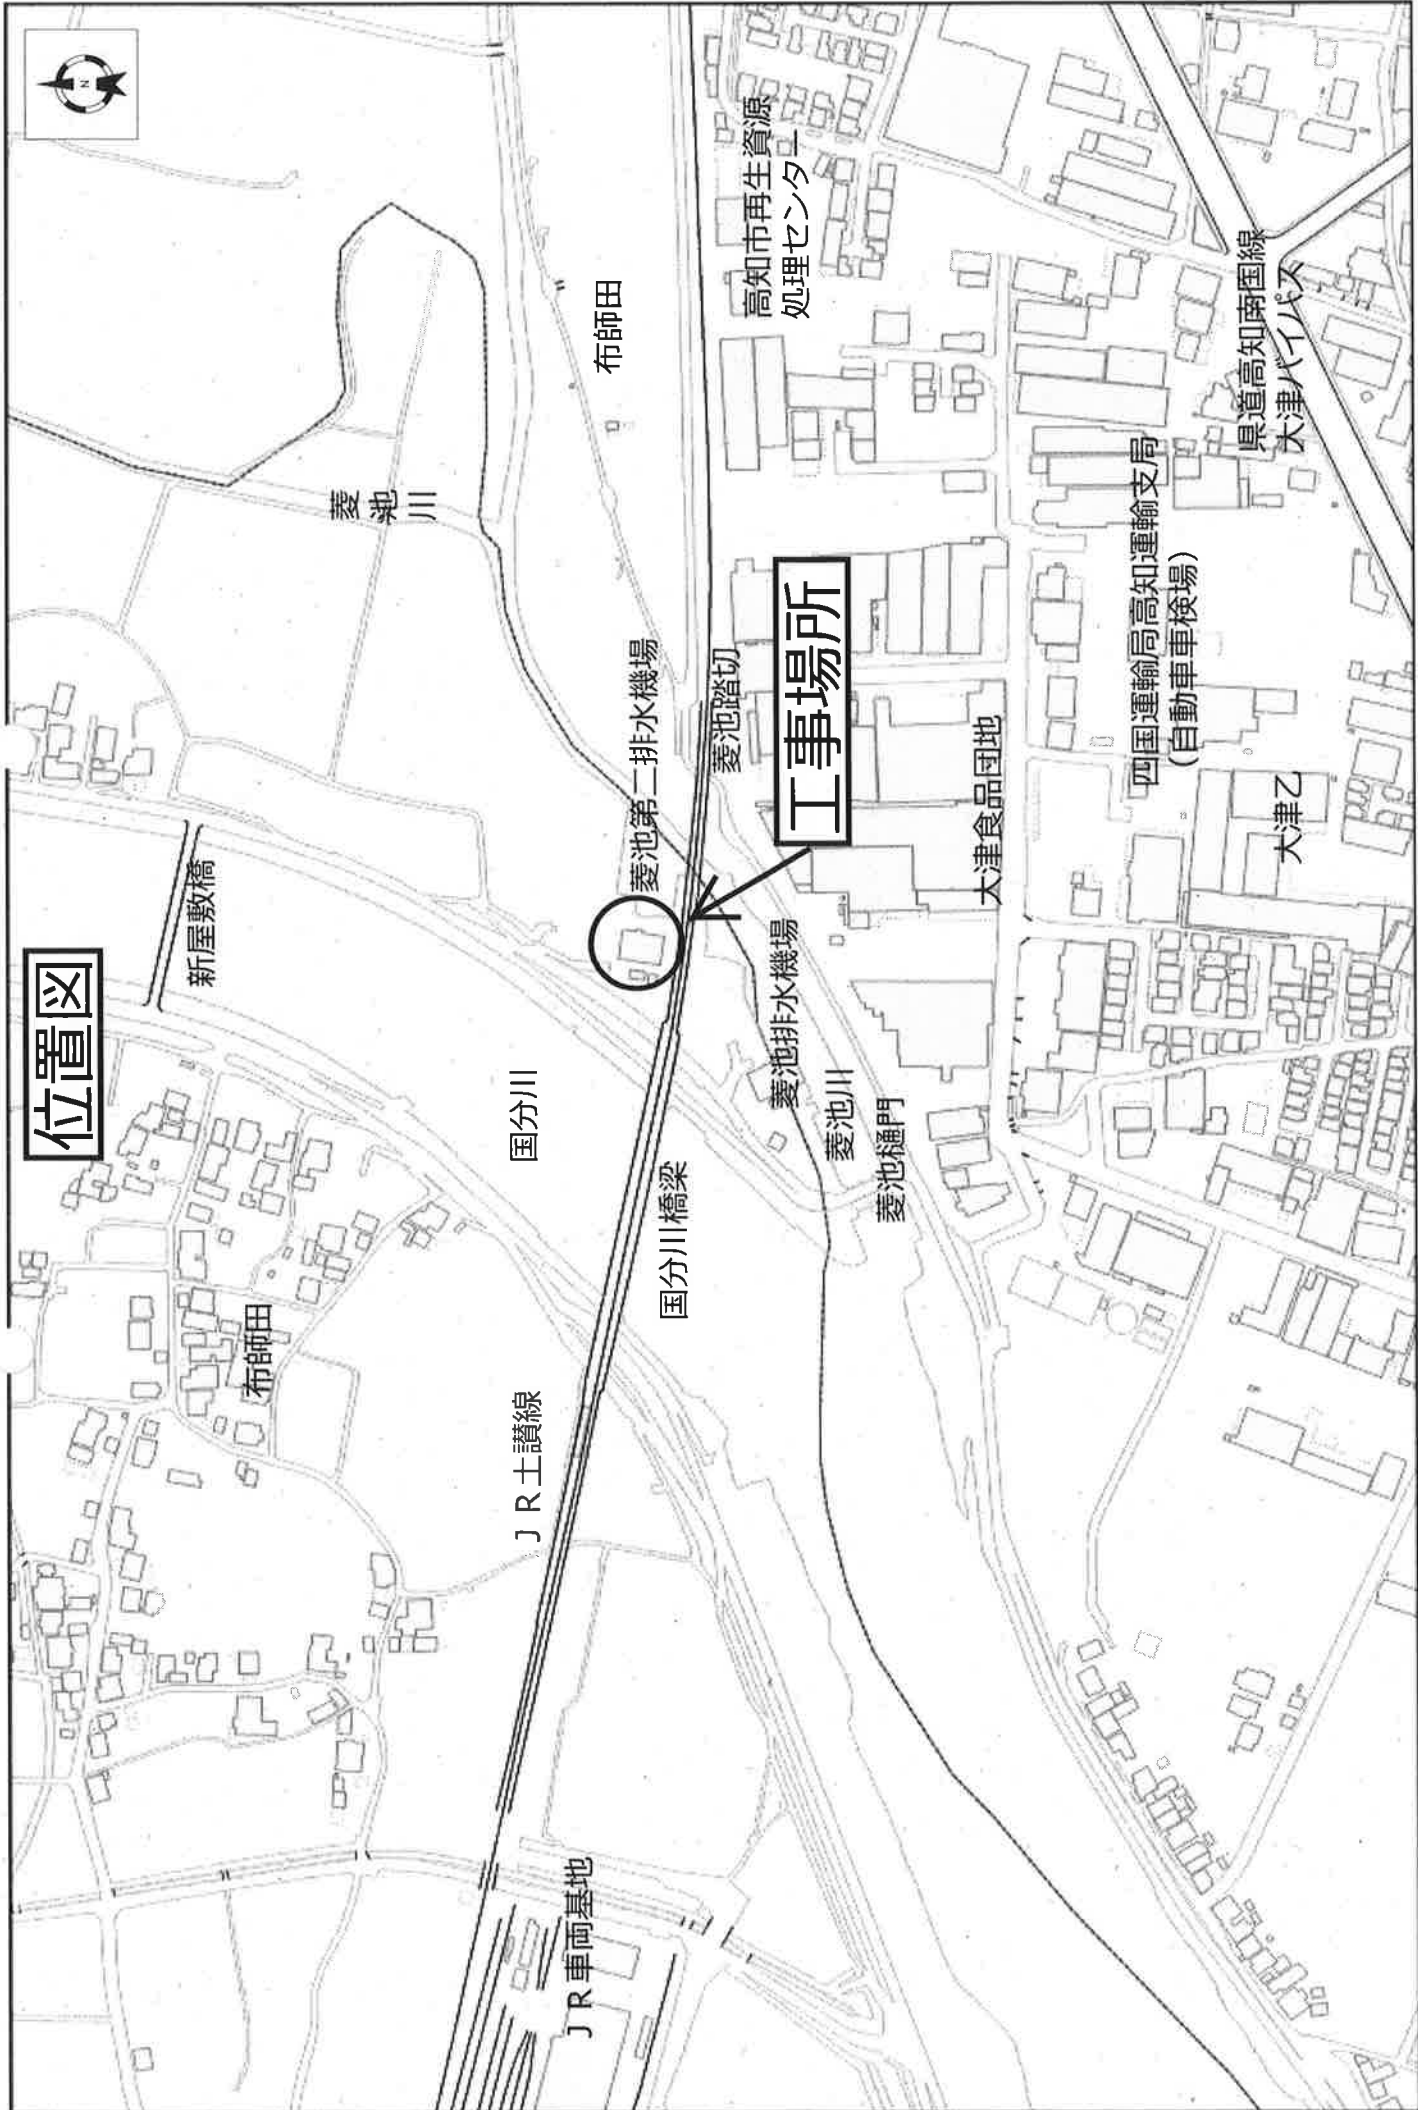 位置図
新屋敷橋
布師田
国分川
ＪＲ土讃線
ＪＲ車両基地
国分川橋梁
菱池川
布師田
菱池第二排水機場
菱池踏切
工事場所
菱池排水機場
菱池川
菱池樋門
高知市再生資源
処理センター
大津食品団地
四国運輸局高知運輸支局
(自動車車検場)
大津乙
県道高知南国線
大津バイパス
N